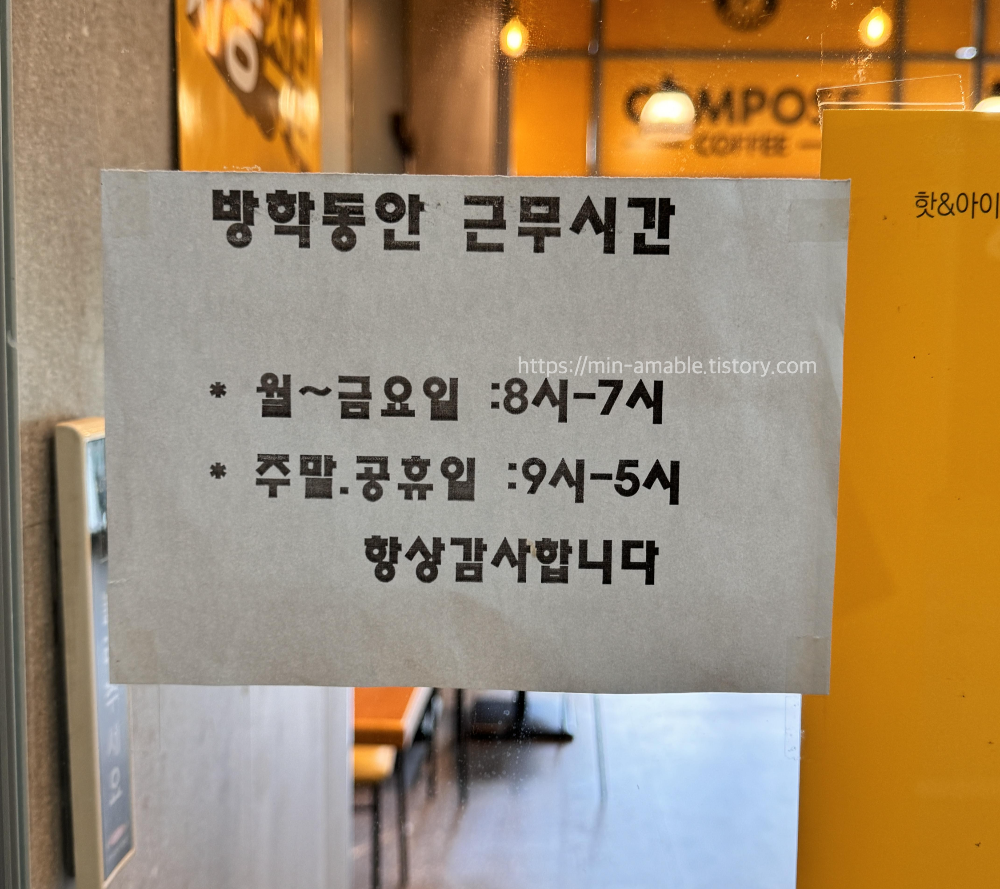 COMPOSE
COFFEE
핫&아이
방학동안 근무시간
https://min-amable.tistory.com
* 월~금요일 :8시-7시
* 주말.공휴일 :9시-5시
항상감사합니다